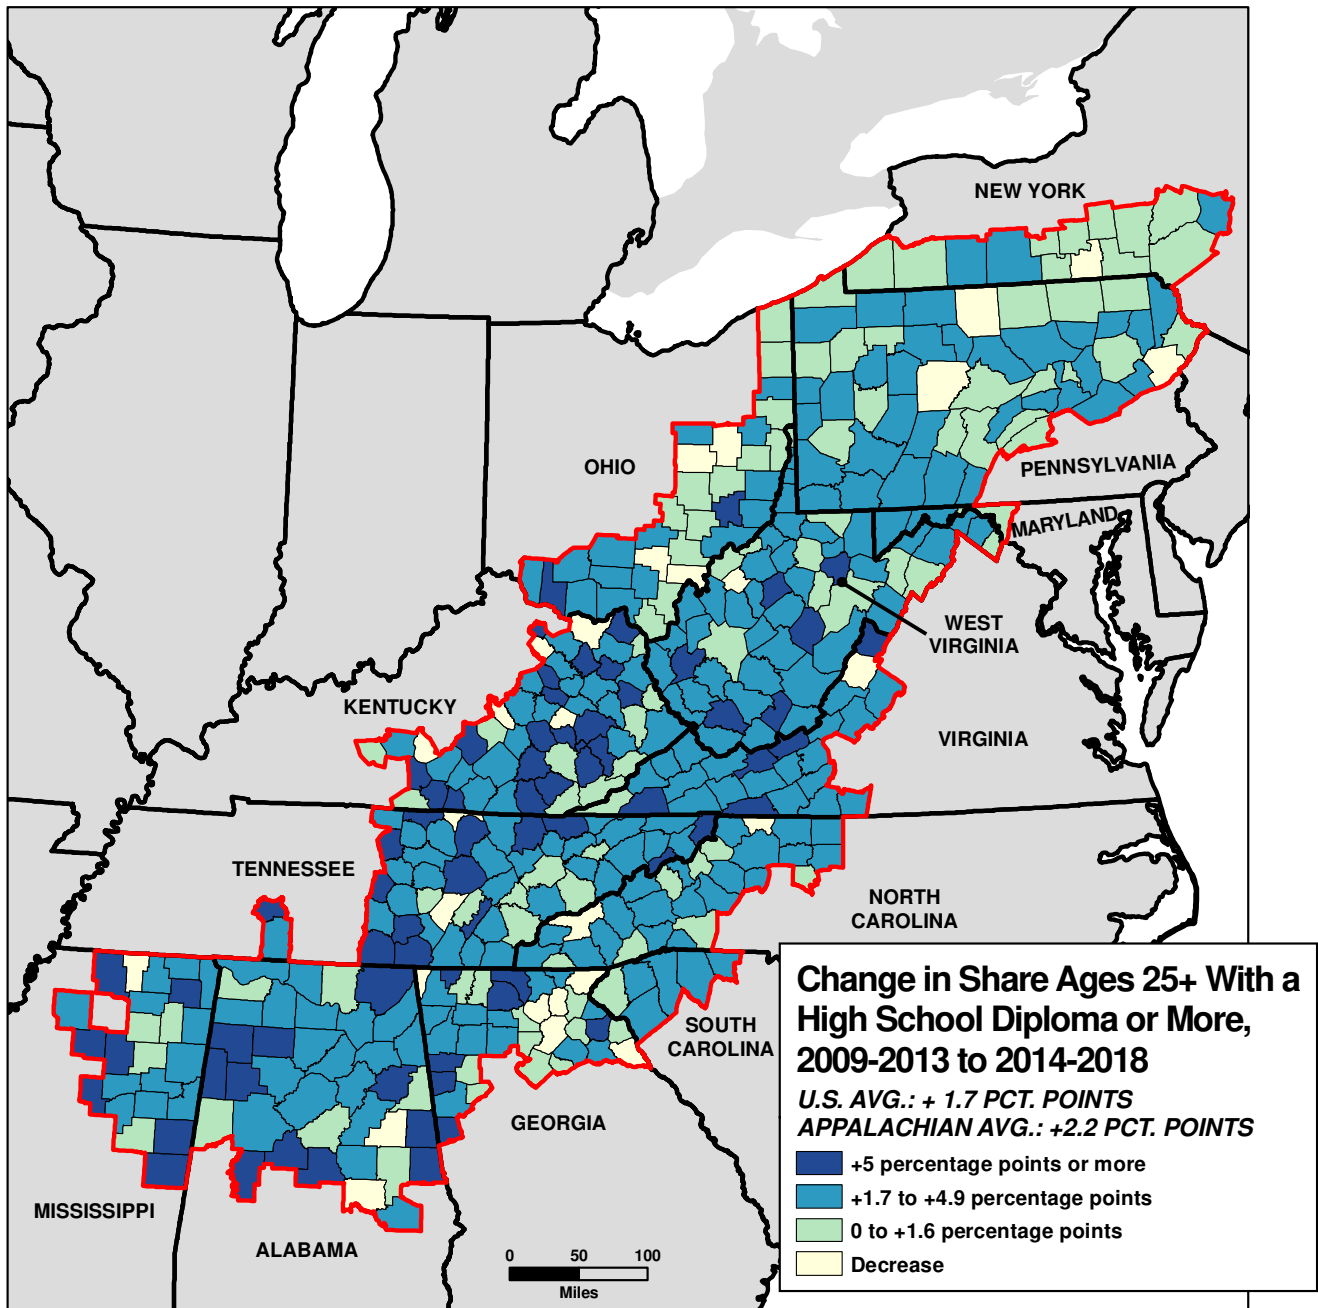 NEW YORK
OHIO
PENNSYLVANIA
MARYLAND
WEST
VIRGINIA
KENTUCKY
VIRGINIA
TENNESSEE
NORTH
CAROLINA
SOUTH
CAROLINA
GEORGIA
MISSISSIPPI
ALABAMA
0 50 100
Miles
Change in Share Ages 25+ With a
High School Diploma or More,
2009-2013 to 2014-2018
U.S. AVG.: + 1.7 PCT. POINTS
APPALACHIAN AVG.: +2.2 PCT. POINTS
+5 percentage points or more
+1.7 to +4.9 percentage points
0 to +1.6 percentage points
Decrease